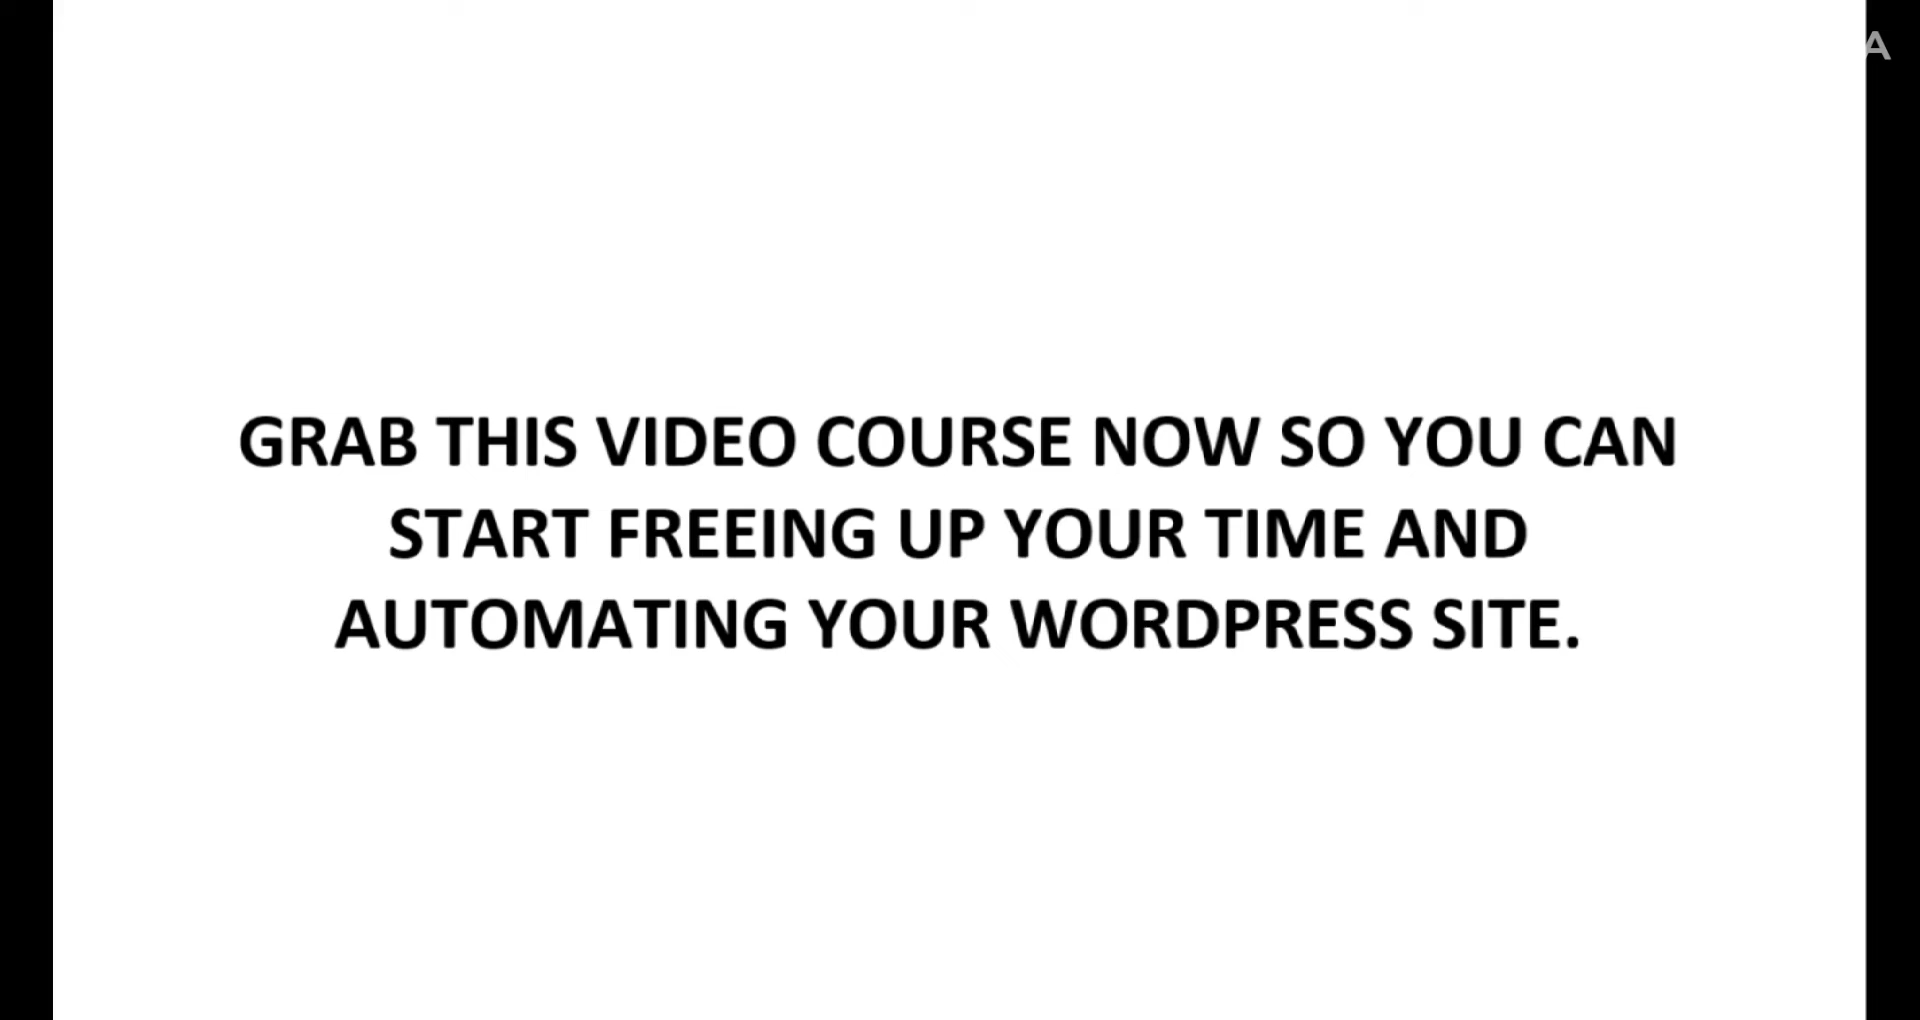 GRAB THIS VIDEO COURSE NOW SO YOU CAN
START FREEING UP YOUR TIME AND
AUTOMATING YOUR WORDPRESS SITE.